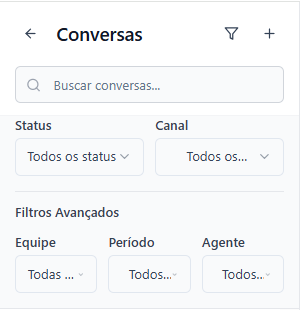 Conversas
Buscar conversas...
Status Canal
Todos os status Todos os...
Filtros Avançados
Equipe Período Agente
Todas ... Todos... Todos...